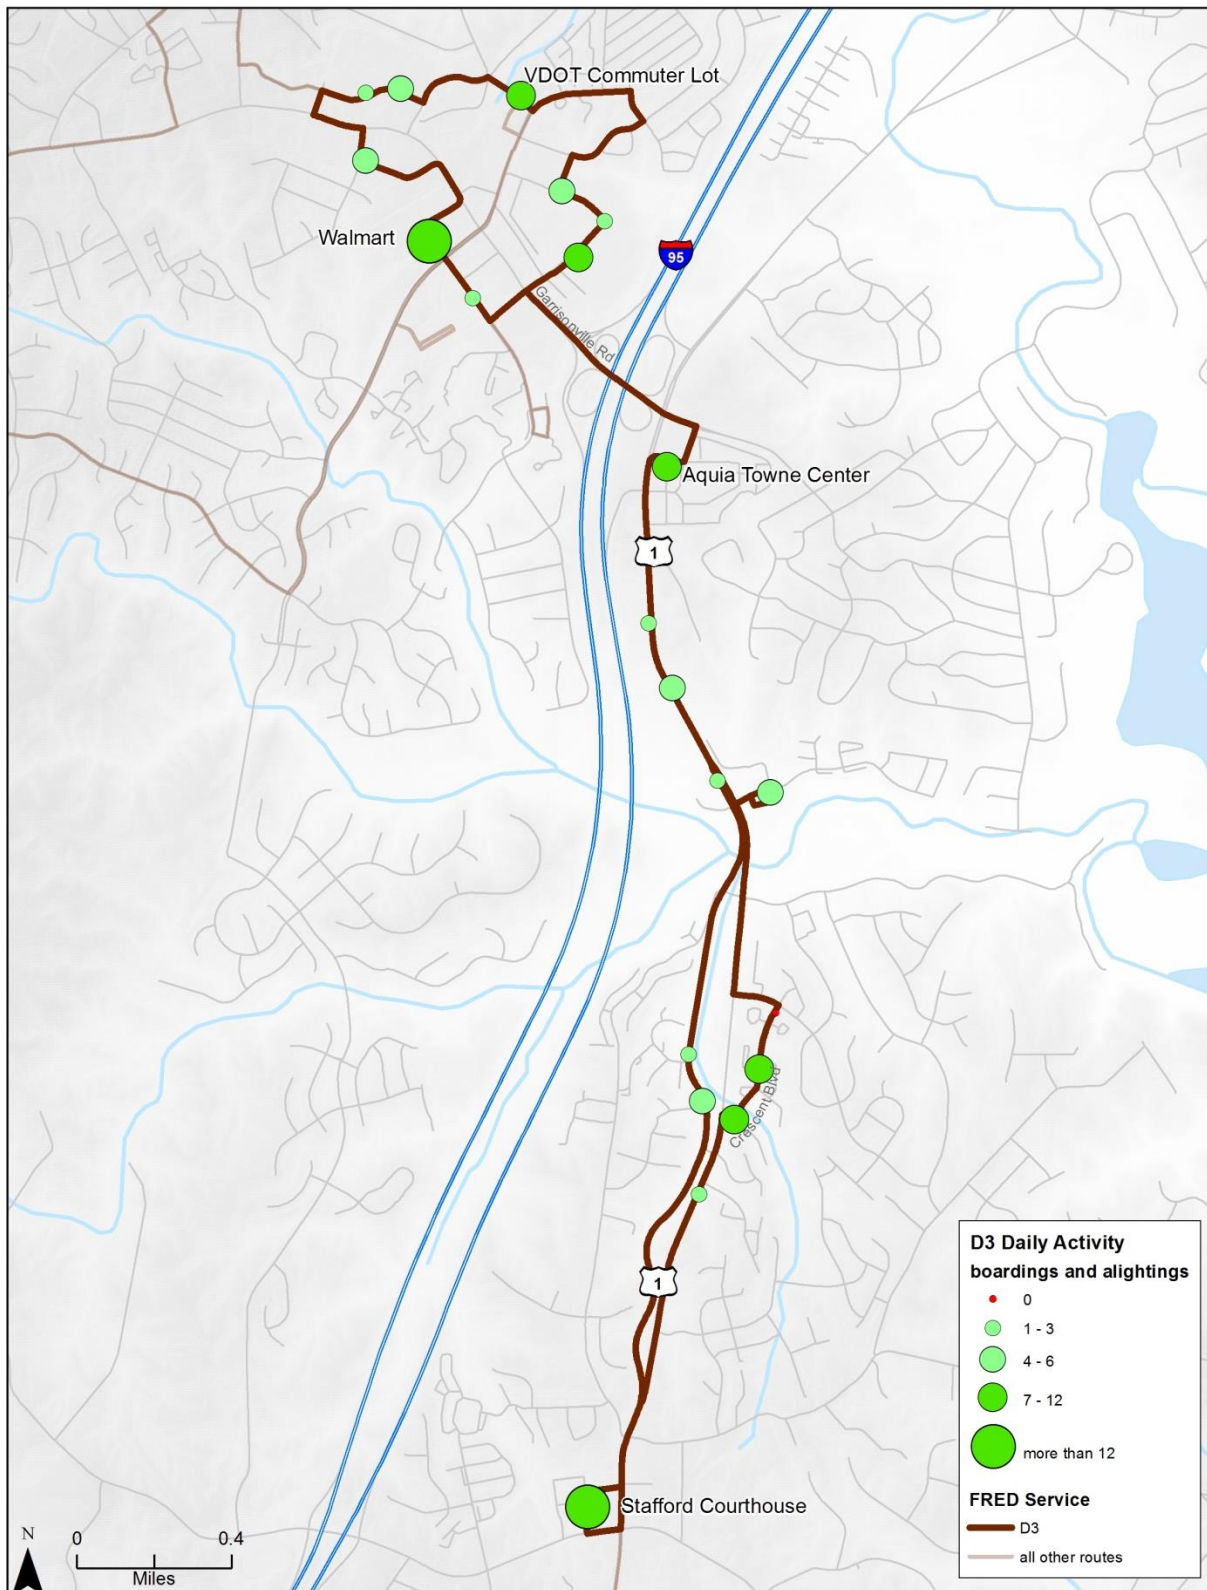 VDOT Commuter Lot
Walmart
95
Garrisonville Rd
Aquia Towne Center
1
Crescent Blvd
1
Stafford Courthouse
D3 Daily Activity
boardings and alightings
0
1 - 3
4 - 6
7 - 12
more than 12
FRED Service
D3
all other routes
N
0 0.4
Miles